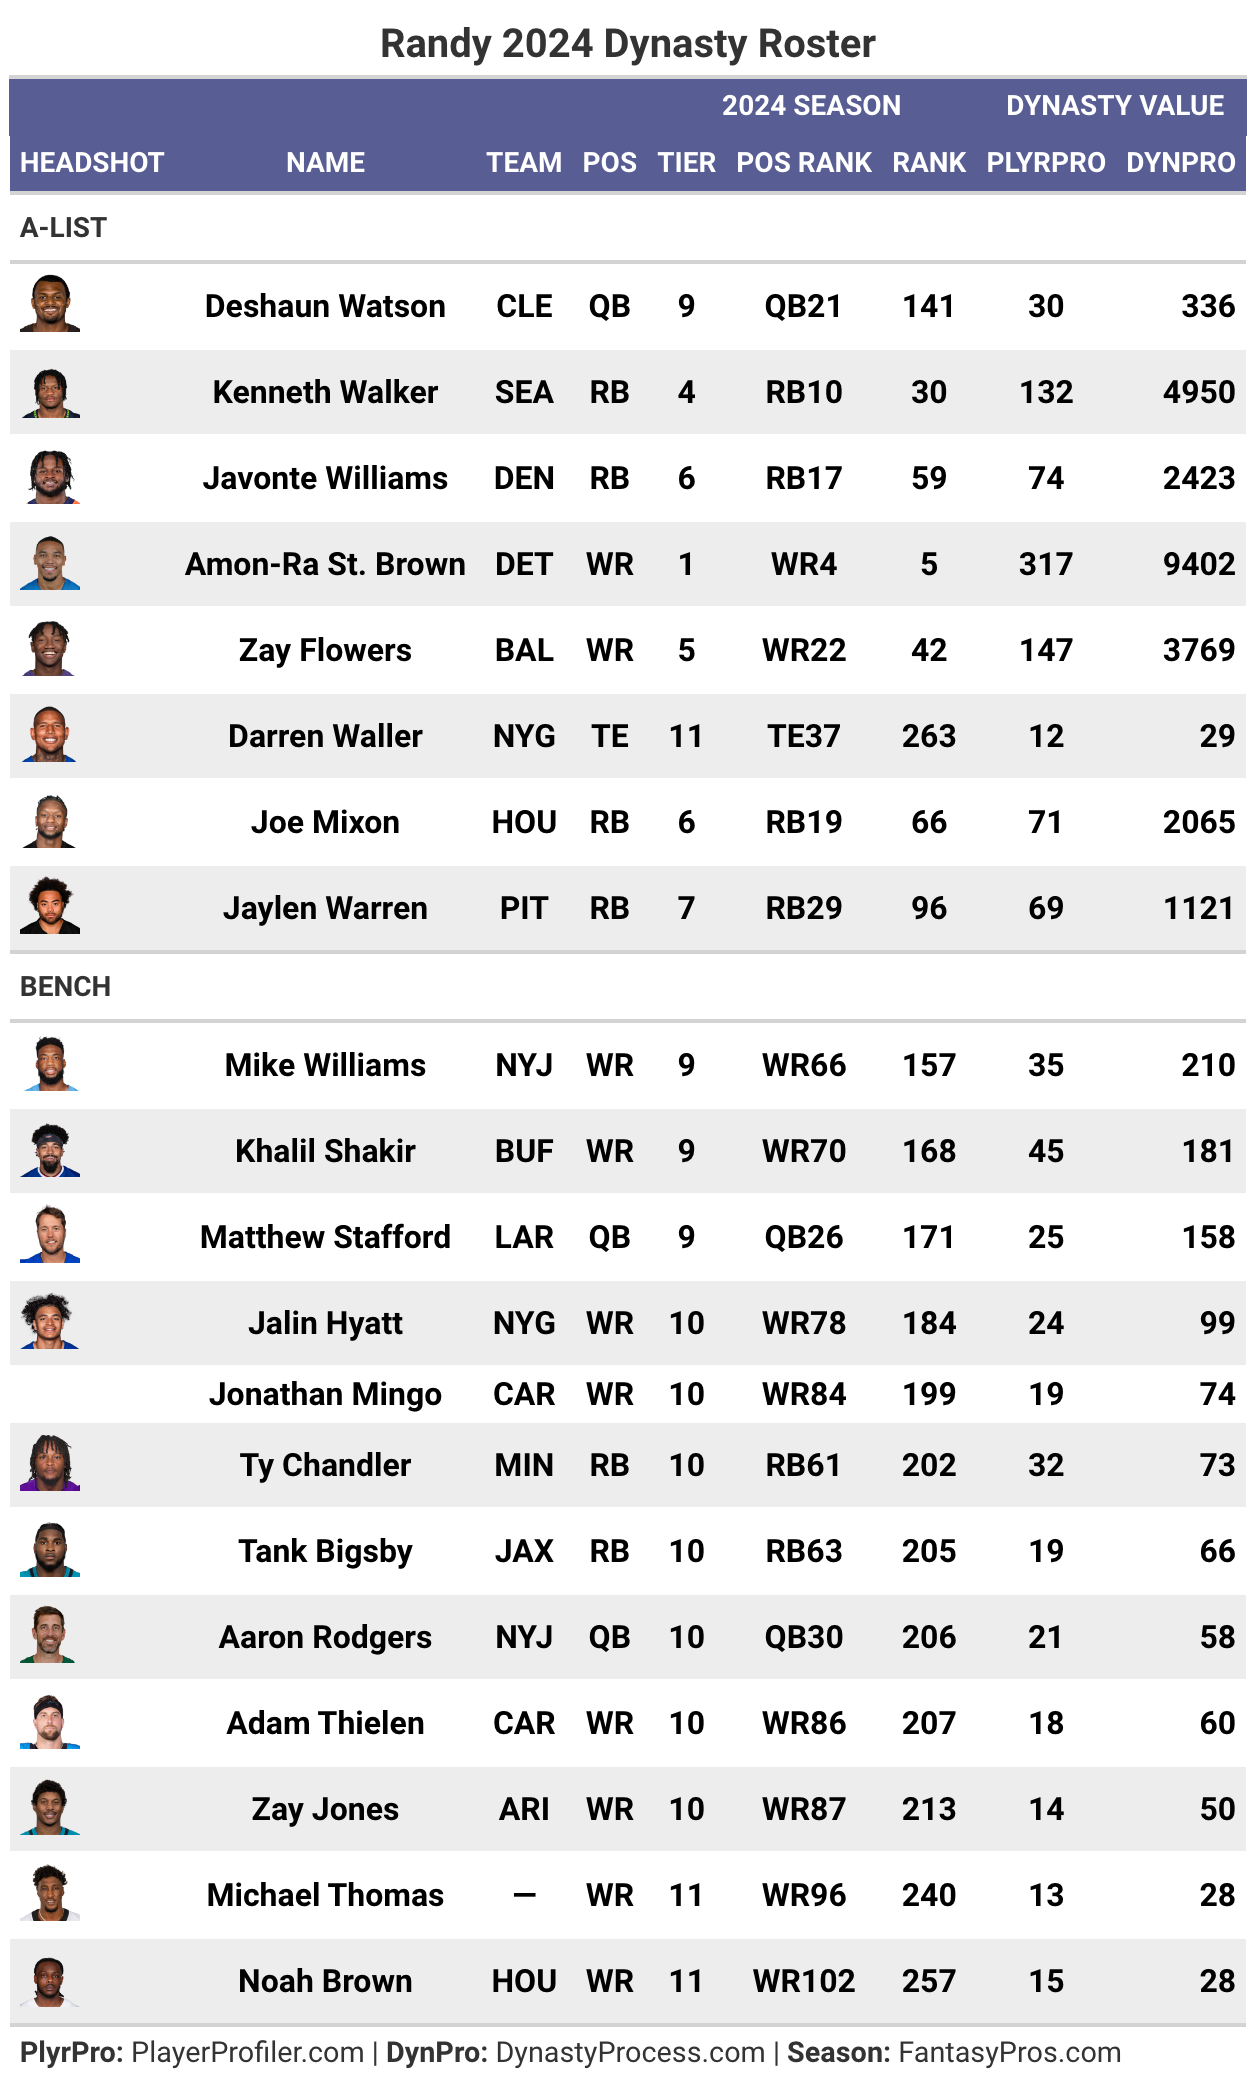 Randy 2024 Dynasty Roster
2024 SEASON DYNASTY VALUE
HEADSHOT NAME TEAM POS TIER POS RANK RANK PLYRPRO DYNPRO
A-LIST
Deshaun Watson CLE QB 9 QB21 141 30 336
Kenneth Walker SEA RB 4 RB10 30 132 4950
Javonte Williams DEN RB 6 RB17 59 74 2423
Amon-Ra St. Brown DET WR 1 WR4 5 317 9402
Zay Flowers BAL WR 5 WR22 42 147 3769
Darren Waller NYG TE 11 TE37 263 12 29
Joe Mixon HOU RB 6 RB19 66 71 2065
Jaylen Warren PIT RB 7 RB29 96 69 1121
BENCH
Mike Williams NYJ WR 9 WR66 157 35 210
Khalil Shakir BUF WR 9 WR70 168 45 181
Matthew Stafford LAR QB 9 QB26 171 25 158
Jalin Hyatt NYG WR 10 WR78 184 24 99
Jonathan Mingo CAR WR 10 WR84 199 19 74
Ty Chandler MIN RB 10 RB61 202 32 73
Tank Bigsby JAX RB 10 RB63 205 19 66
Aaron Rodgers NYJ QB 10 QB30 206 21 58
Adam Thielen CAR WR 10 WR86 207 18 60
Zay Jones ARI WR 10 WR87 213 14 50
Michael Thomas — WR 11 WR96 240 13 28
Noah Brown HOU WR 11 WR102 257 15 28
PlyrPro: PlayerProfiler.com | DynPro: DynastyProcess.com | Season: FantasyPros.com